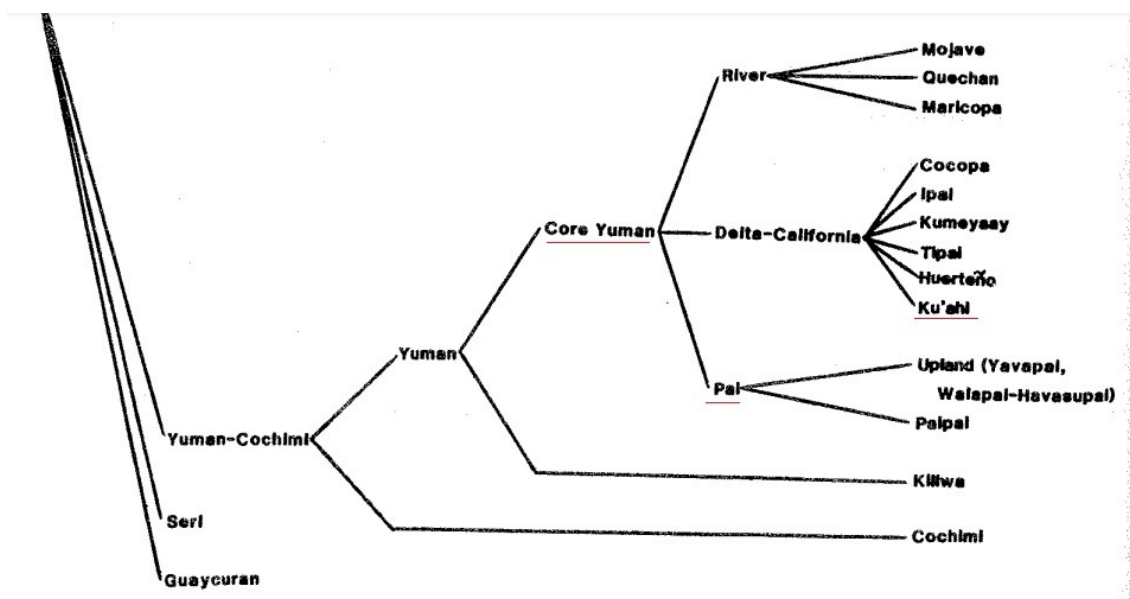 Mojave
River
Quechan
Maricopa
Cocopa
Ipai
Kumeyaay
Core Yuman
Delta-California
Tipai
Huerteño
Ku'ahl
Yuman
Upland (Yavapai,
Pai
Walapai-Havasupai)
Paipai
Yuman-Cochimi
Kiliwa
Seri
Cochimi
Guaycuran